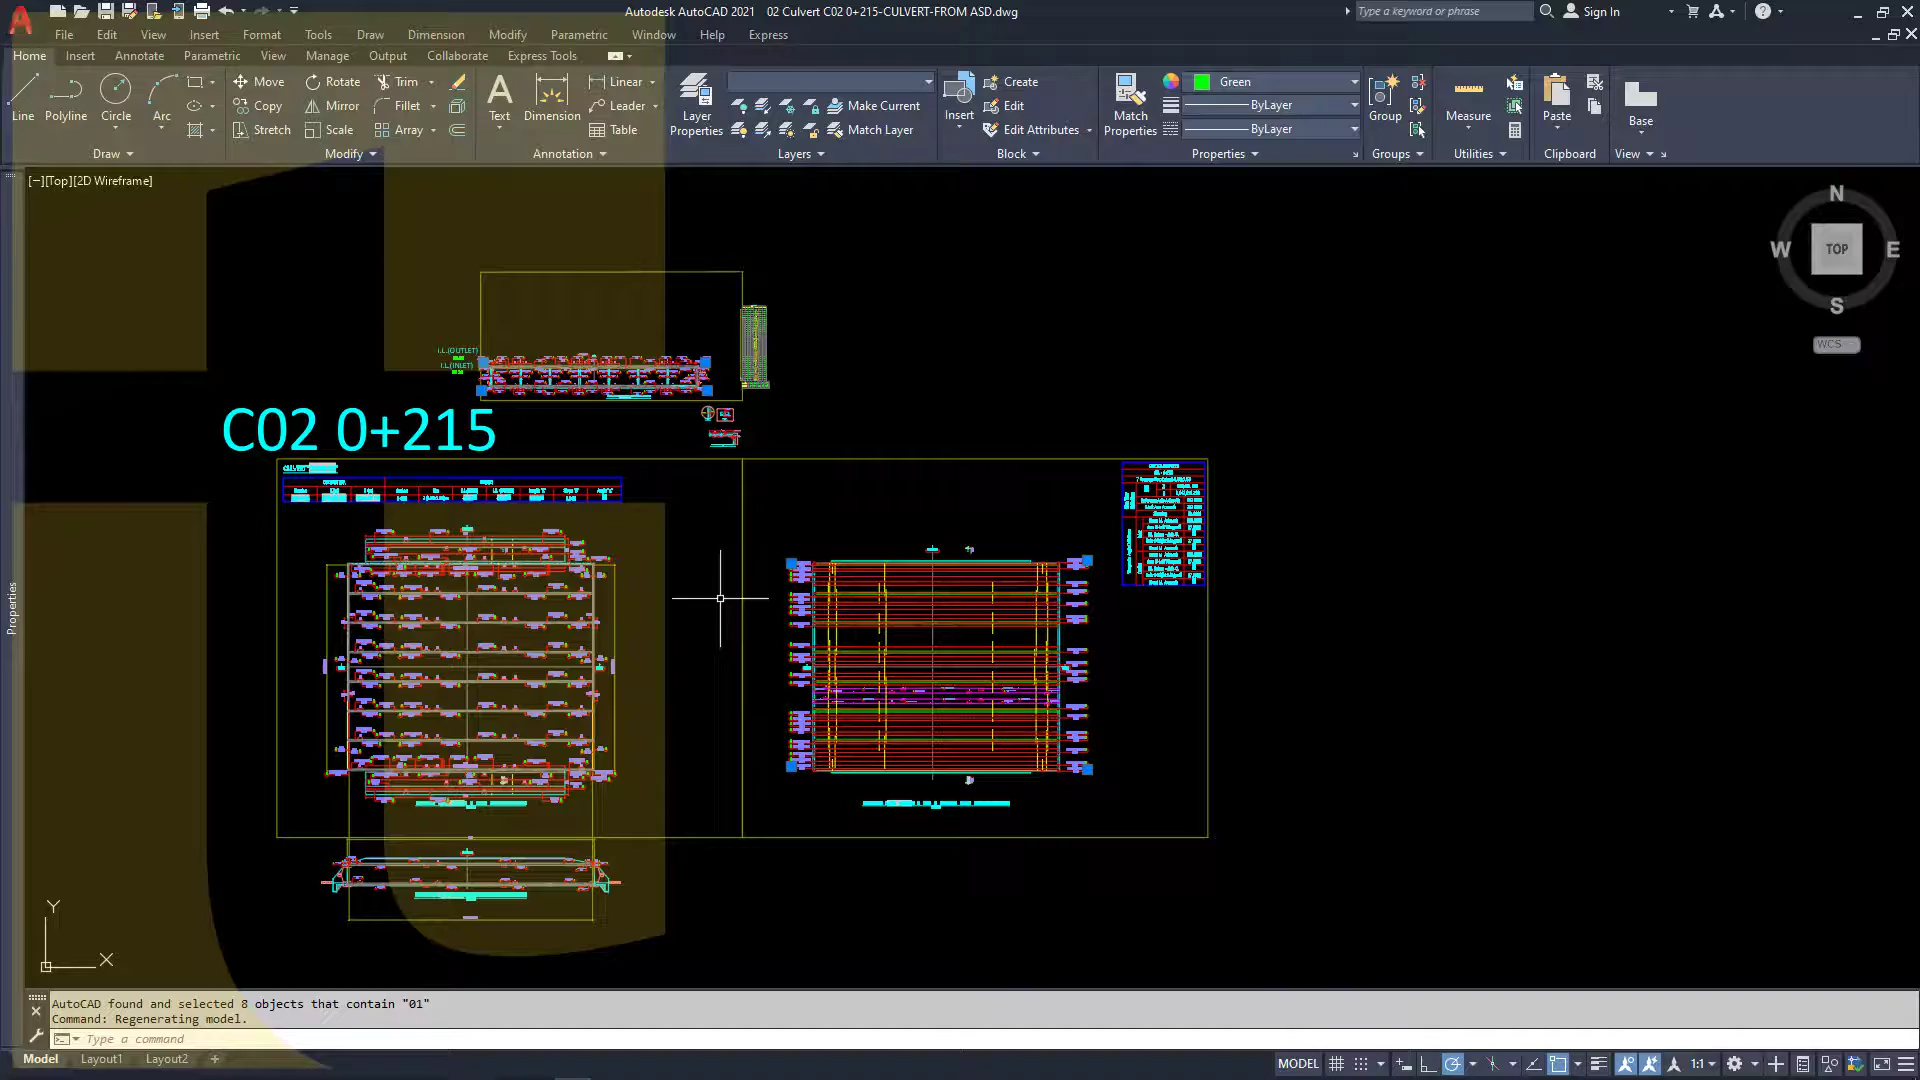 Autodesk AutoCAD 2021 02 Culvert C02 0+215-CULVERT-FROM ASD.dwg
Type a keyword or phrase
Sign In
File Edit View Insert Format Tools Draw Dimension Modify Parametric Window Help Express
Home Insert Annotate Parametric View Manage Output Collaborate Express Tools
Line Polyline Circle Arc
Move Rotate Trim
Copy Mirror Fillet
Stretch Scale Array
Text Dimension
Linear
Leader
Table
Layer Properties
Make Current
Match Layer
Insert
Create
Edit
Edit Attributes
Match Properties
Green
ByLayer
ByLayer
Group
Measure
Paste
Base
Draw Modify Annotation Layers Block Properties Groups Utilities Clipboard View
[−][Top][2D Wireframe]
N
W TOP E
S
WCS
I.L.(OUTLET)
I.L.(INLET)
C02 0+215
Properties
Y
X
AutoCAD found and selected 8 objects that contain "01"
Command: Regenerating model.
Type a command
Model Layout1 Layout2 +
MODEL
1:1